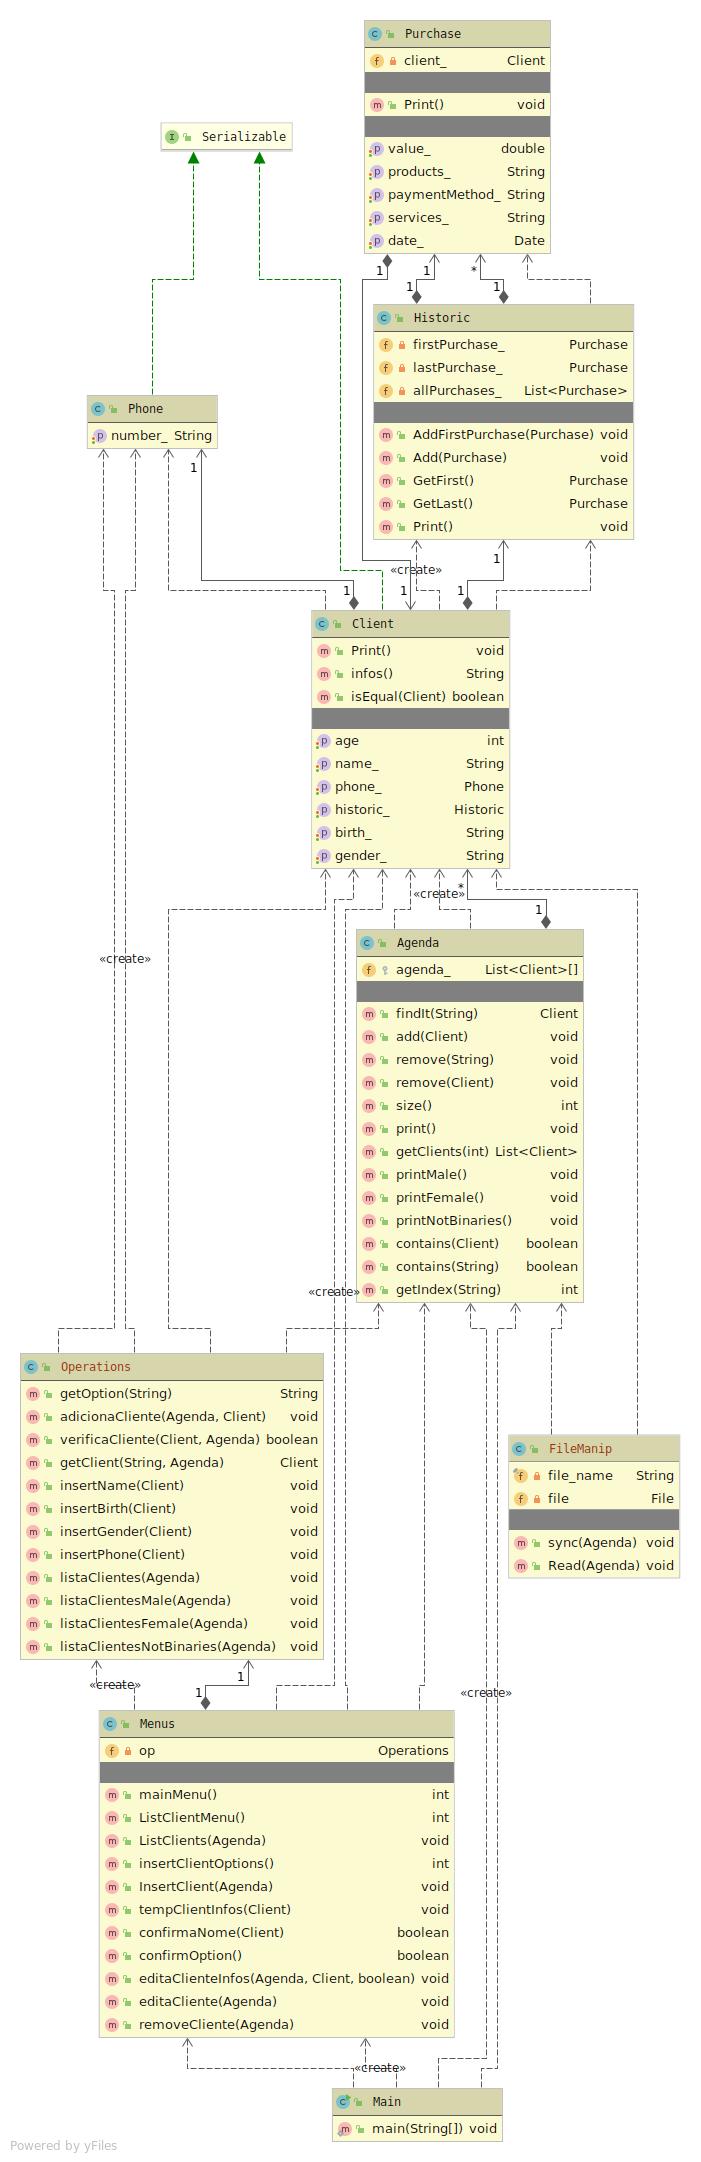 Purchase
client_ Client
Print() void
value_ double
products_ String
paymentMethod_ String
services_ String
date_ Date
Serializable
1
1
*
1
1
Historic
firstPurchase_ Purchase
lastPurchase_ Purchase
allPurchases_ List<Purchase>
AddFirstPurchase(Purchase) void
Add(Purchase) void
GetFirst() Purchase
GetLast() Purchase
Print() void
Phone
number_ String
1
1
«create»
1
1
1
Client
Print() void
infos() String
isEqual(Client) boolean
age int
name_ String
phone_ Phone
historic_ Historic
birth_ String
gender_ String
*
«create»
1
Agenda
agenda_ List<Client>[]
findIt(String) Client
add(Client) void
remove(String) void
remove(Client) void
size() int
print() void
getClients(int) List<Client>
printMale() void
printFemale() void
printNotBinaries() void
contains(Client) boolean
contains(String) boolean
getIndex(String) int
«create»
«create»
Operations
getOption(String) String
adicionaCliente(Agenda, Client) void
verificaCliente(Client, Agenda) boolean
getClient(String, Agenda) Client
insertName(Client) void
insertBirth(Client) void
insertGender(Client) void
insertPhone(Client) void
listaClientes(Agenda) void
listaClientesMale(Agenda) void
listaClientesFemale(Agenda) void
listaClientesNotBinaries(Agenda) void
FileManip
file_name String
file File
sync(Agenda) void
Read(Agenda) void
1
«create»
1
«create»
Menus
op Operations
mainMenu() int
ListClientMenu() int
ListClients(Agenda) void
insertClientOptions() int
InsertClient(Agenda) void
tempClientInfos(Client) void
confirmaNome(Client) boolean
confirmOption() boolean
editaClienteInfos(Agenda, Client, boolean) void
editaCliente(Agenda) void
removeCliente(Agenda) void
«create»
Main
main(String[]) void
Powered by yFiles